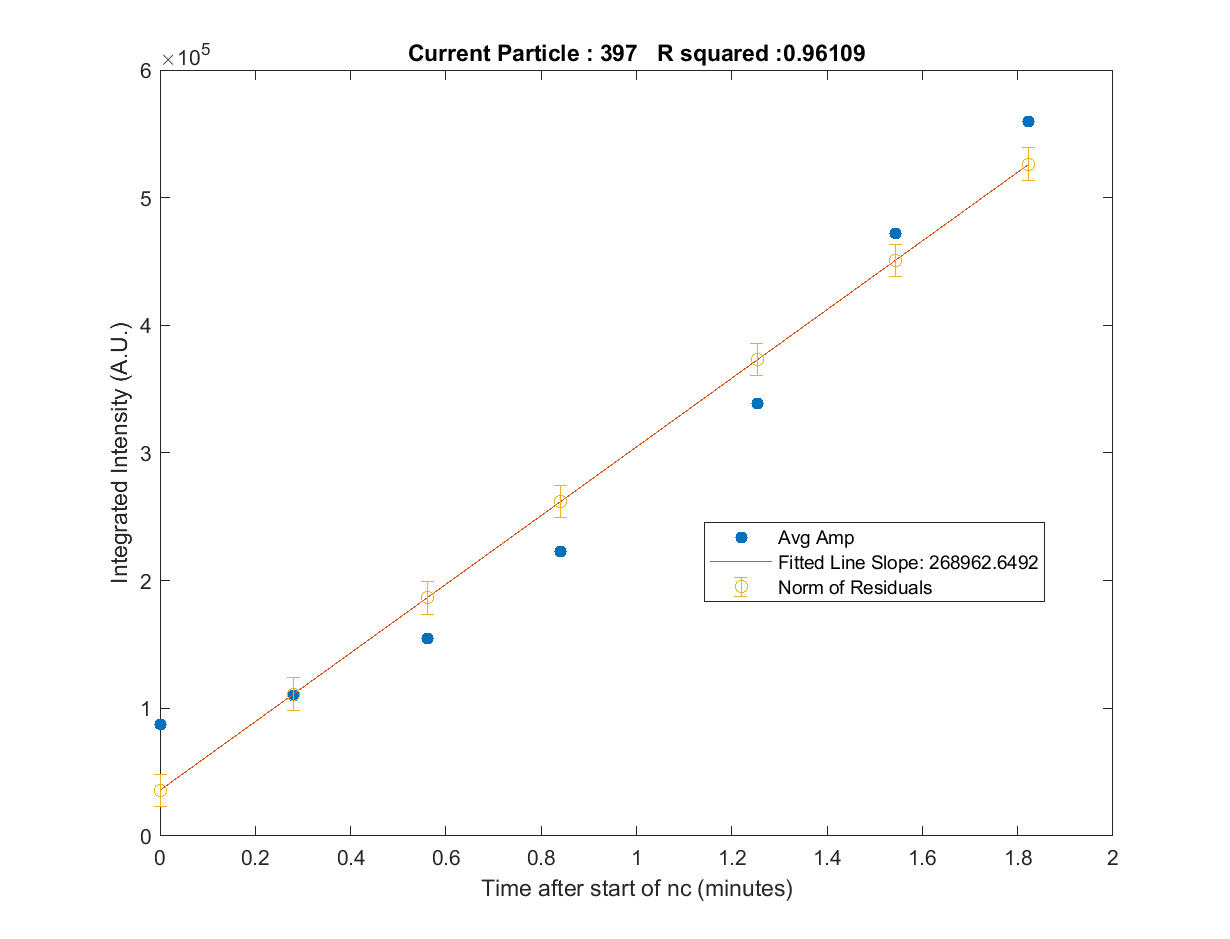 Current Particle : 397   R squared :0.96109
×10^5
6
5
4
3
2
1
0
Integrated Intensity (A.U.)
Avg Amp
Fitted Line Slope: 268962.6492
Norm of Residuals
0 0.2 0.4 0.6 0.8 1 1.2 1.4 1.6 1.8 2
Time after start of nc (minutes)